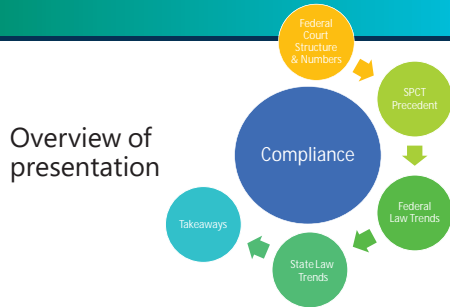 Overview of
presentation
Federal
Court
Structure
& Numbers
SPCT
Precedent
Compliance
Federal
Law Trends
State Law
Trends
Takeaways